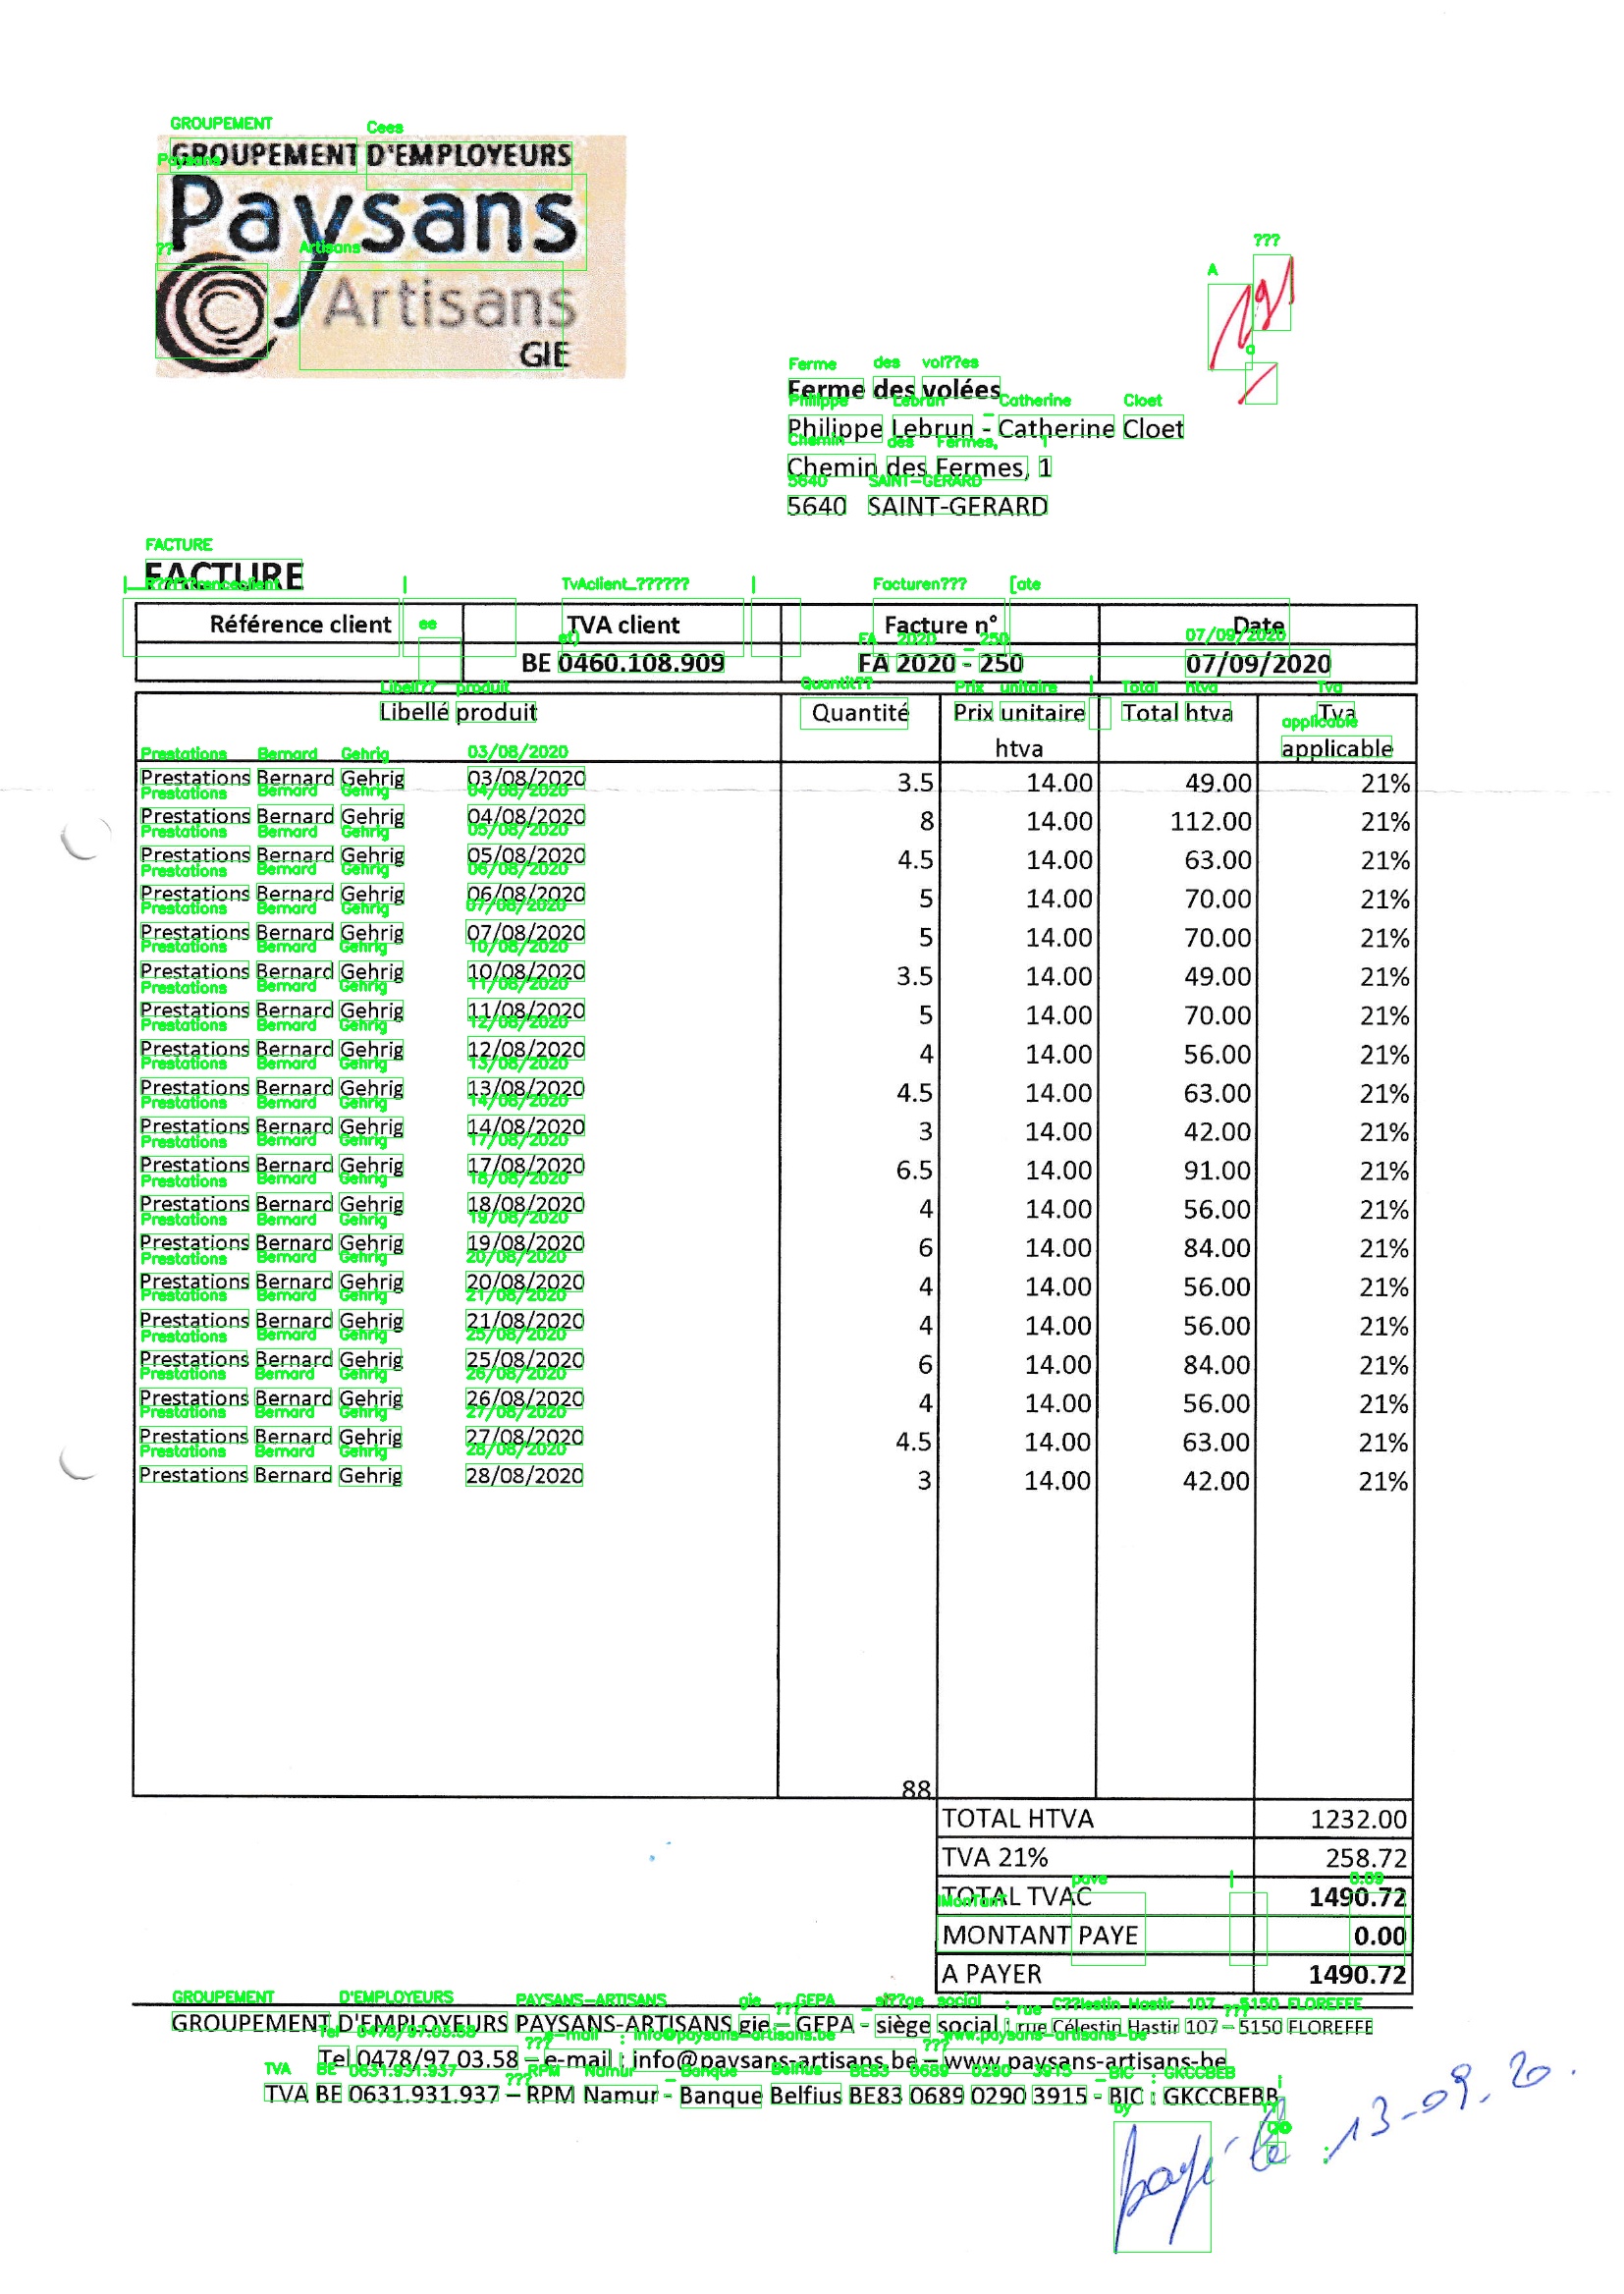 GROUPEMENT D'EMPLOYEURS
Paysans
Artisans
GIE
191
Ferme des volées
Philippe Lebrun - Catherine Cloet
Chemin des Fermes, 1
5640 SAINT-GERARD
FACTURE
Référence client TVA client Facture n° Date
BE 0460.108.909 FA 2020 - 250 07/09/2020
Libellé produit Quantité Prix unitaire htva Total htva Tva applicable
Prestations Bernard Gehrig 03/08/2020 3.5 14.00 49.00 21%
Prestations Bernard Gehrig 04/08/2020 8 14.00 112.00 21%
Prestations Bernard Gehrig 05/08/2020 4.5 14.00 63.00 21%
Prestations Bernard Gehrig 06/08/2020 5 14.00 70.00 21%
Prestations Bernard Gehrig 07/08/2020 5 14.00 70.00 21%
Prestations Bernard Gehrig 10/08/2020 3.5 14.00 49.00 21%
Prestations Bernard Gehrig 11/08/2020 5 14.00 70.00 21%
Prestations Bernard Gehrig 12/08/2020 4 14.00 56.00 21%
Prestations Bernard Gehrig 13/08/2020 4.5 14.00 63.00 21%
Prestations Bernard Gehrig 14/08/2020 3 14.00 42.00 21%
Prestations Bernard Gehrig 17/08/2020 6.5 14.00 91.00 21%
Prestations Bernard Gehrig 18/08/2020 4 14.00 56.00 21%
Prestations Bernard Gehrig 19/08/2020 6 14.00 84.00 21%
Prestations Bernard Gehrig 20/08/2020 4 14.00 56.00 21%
Prestations Bernard Gehrig 21/08/2020 4 14.00 56.00 21%
Prestations Bernard Gehrig 25/08/2020 6 14.00 84.00 21%
Prestations Bernard Gehrig 26/08/2020 4 14.00 56.00 21%
Prestations Bernard Gehrig 27/08/2020 4.5 14.00 63.00 21%
Prestations Bernard Gehrig 28/08/2020 3 14.00 42.00 21%
88
TOTAL HTVA 1232.00
TVA 21% 258.72
TOTAL TVAC 1490.72
MONTANT PAYE 0.00
A PAYER 1490.72
GROUPEMENT D'EMPLOYEURS PAYSANS-ARTISANS gie – GEPA - siège social : rue Célestin Hastir 107 – 5150 FLOREFFE
Tel 0478/97.03.58 – e-mail : info@paysans-artisans.be – www.paysans-artisans-be
TVA BE 0631.931.937 – RPM Namur - Banque Belfius BE83 0689 0290 3915 - BIC : GKCCBEBB
payé le 13-09.20.